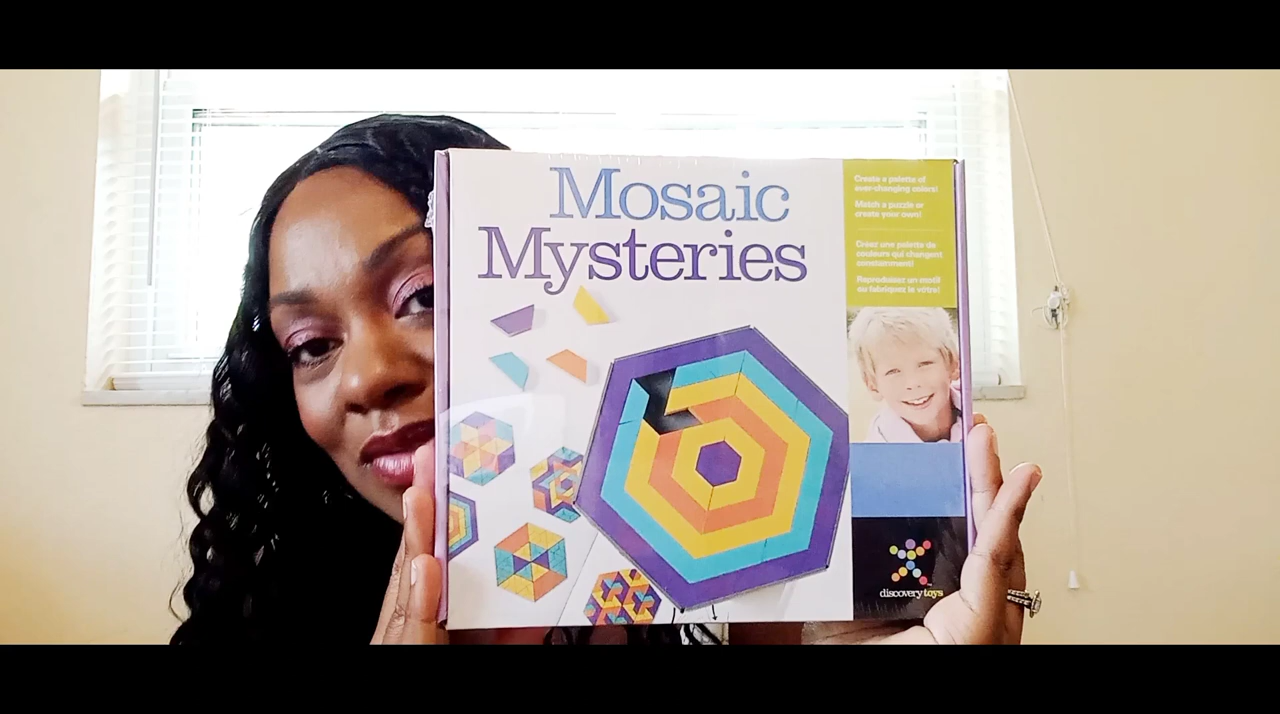 Mosaic
Mysteries
Create a palette of
ever-changing colors!
Match a puzzle or
create your own!
Créez une palette de
couleurs qui changent
constamment!
Reproduisez un motif
ou fabriquez le vôtre!
discovery toys